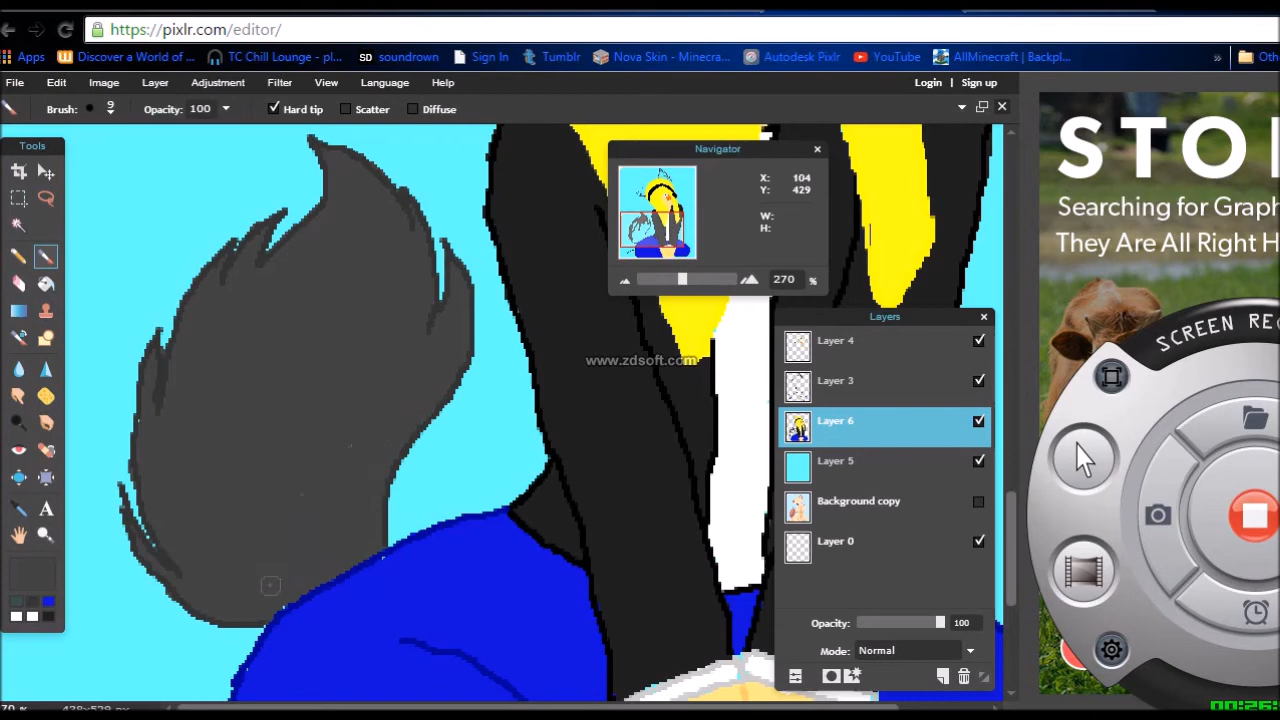 https://pixlr.com/editor/
Apps Discover a World of ... TC Chill Lounge - pl... SD soundrown Sign In Tumblr Nova Skin - Minecra... Autodesk Pixlr YouTube AllMinecraft | Backpl... » Oth
File Edit Image Layer Adjustment Filter View Language Help Login | Sign up
Brush: 9 Opacity: 100 Hard tip Scatter Diffuse
Tools
Navigator
X: 104
Y: 429
W:
H:
270 %
www.zdsoft.com
Layers
Layer 4
Layer 3
Layer 6
Layer 5
Background copy
Layer 0
Opacity: 100
Mode: Normal
STO
Searching for Graph
They Are All Right H
SCREEN REC